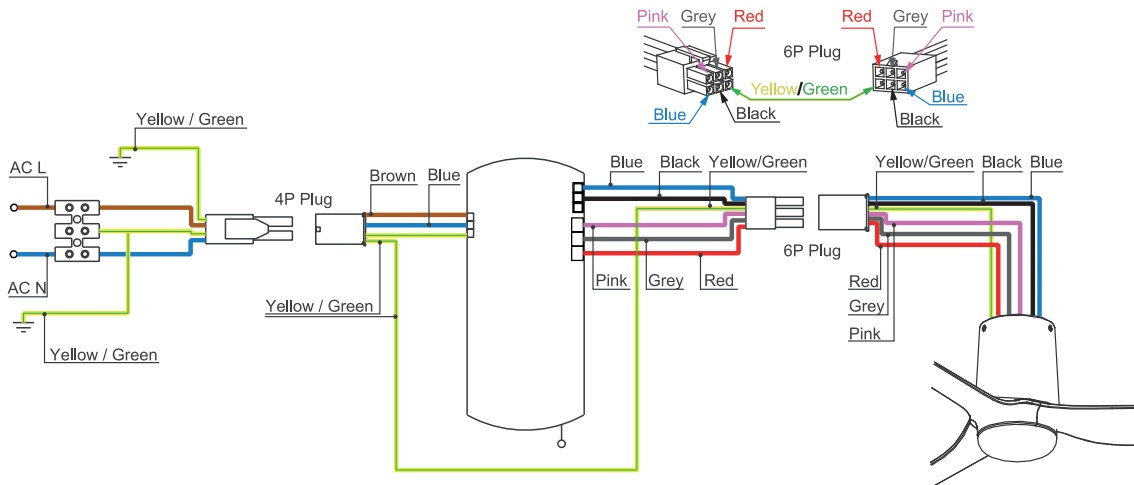 Pink Grey Red
Red Grey Pink
6P Plug
Yellow/Green
Blue Black
Black Blue
Yellow / Green
AC L
AC N
Yellow / Green
4P Plug
Brown Blue
Yellow / Green
Blue Black Yellow/Green
Pink Grey Red
Yellow/Green Black Blue
6P Plug
Red
Grey
Pink